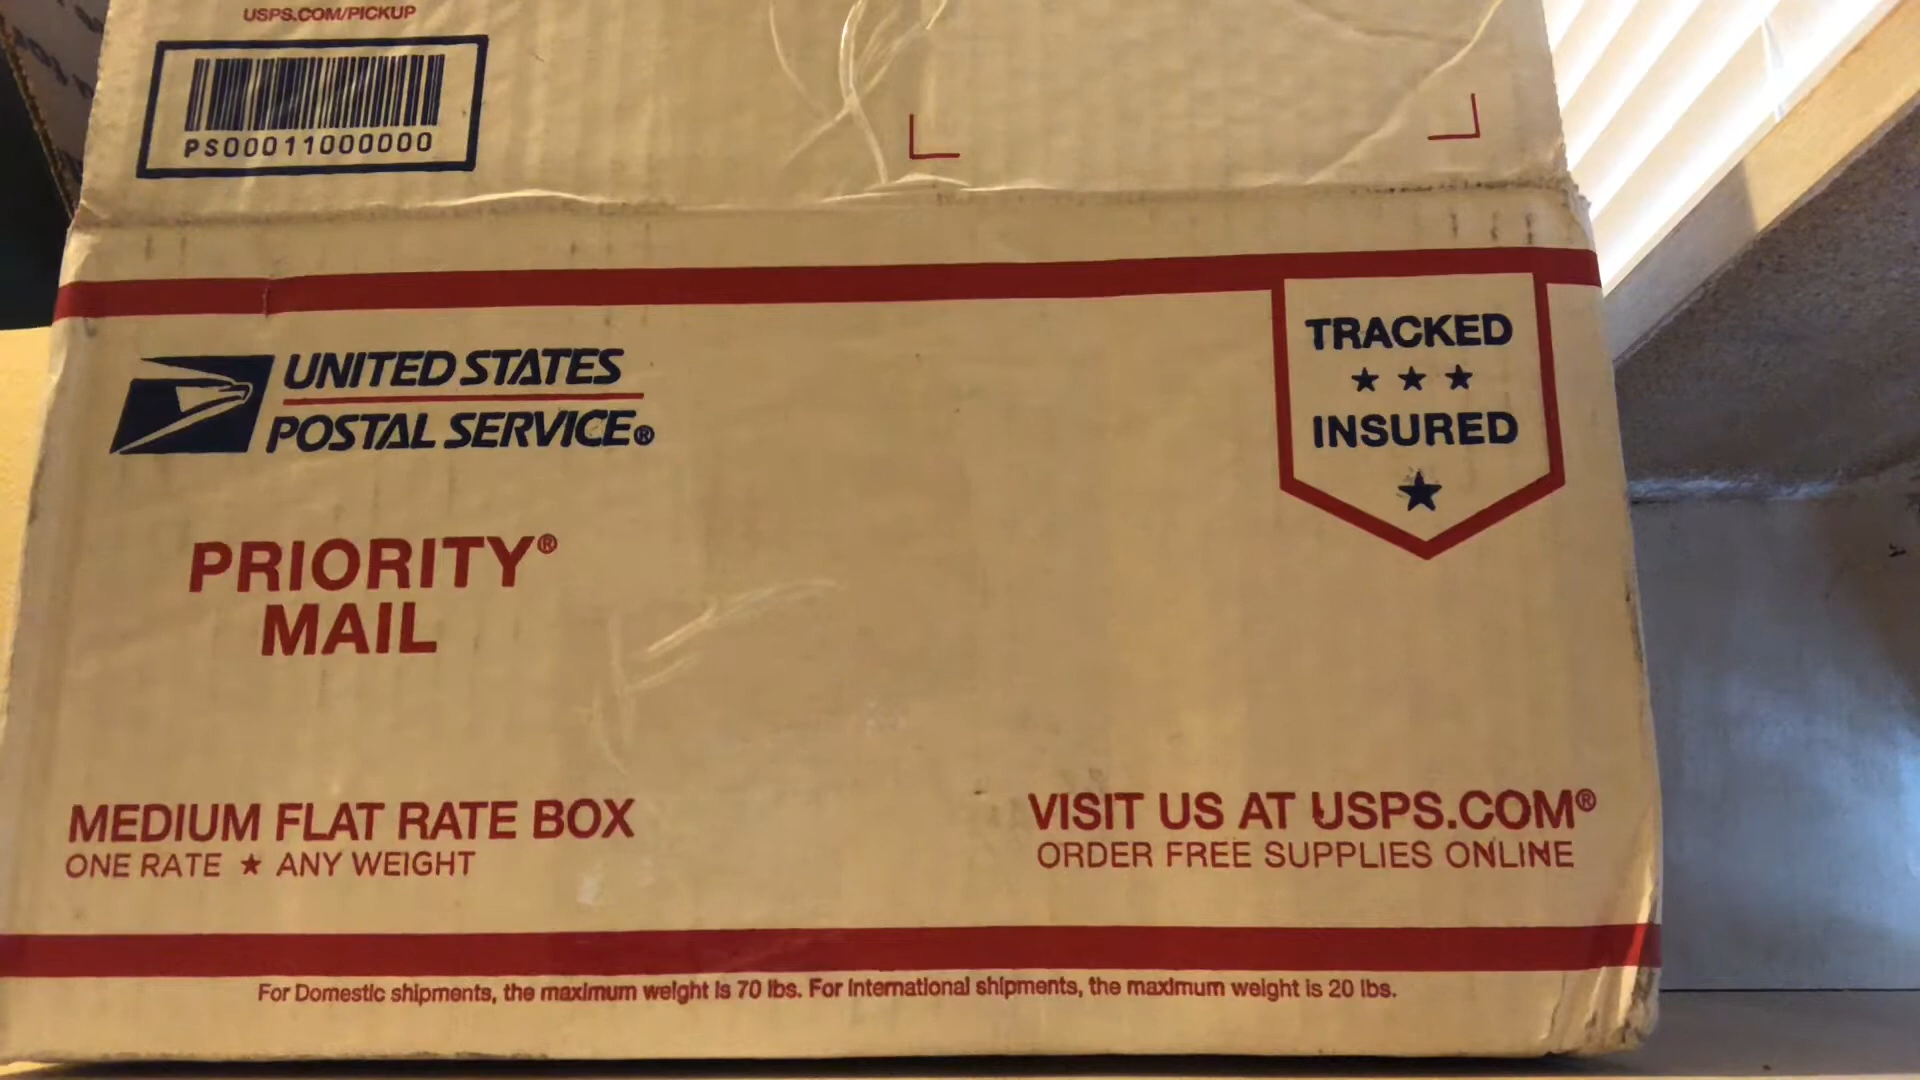 USPS.COM/PICKUP
PS00011000000
UNITED STATES
POSTAL SERVICE®
TRACKED
★ ★ ★
INSURED
★
PRIORITY®
MAIL
MEDIUM FLAT RATE BOX
ONE RATE ★ ANY WEIGHT
VISIT US AT USPS.COM®
ORDER FREE SUPPLIES ONLINE
For Domestic shipments, the maximum weight is 70 lbs. For International shipments, the maximum weight is 20 lbs.